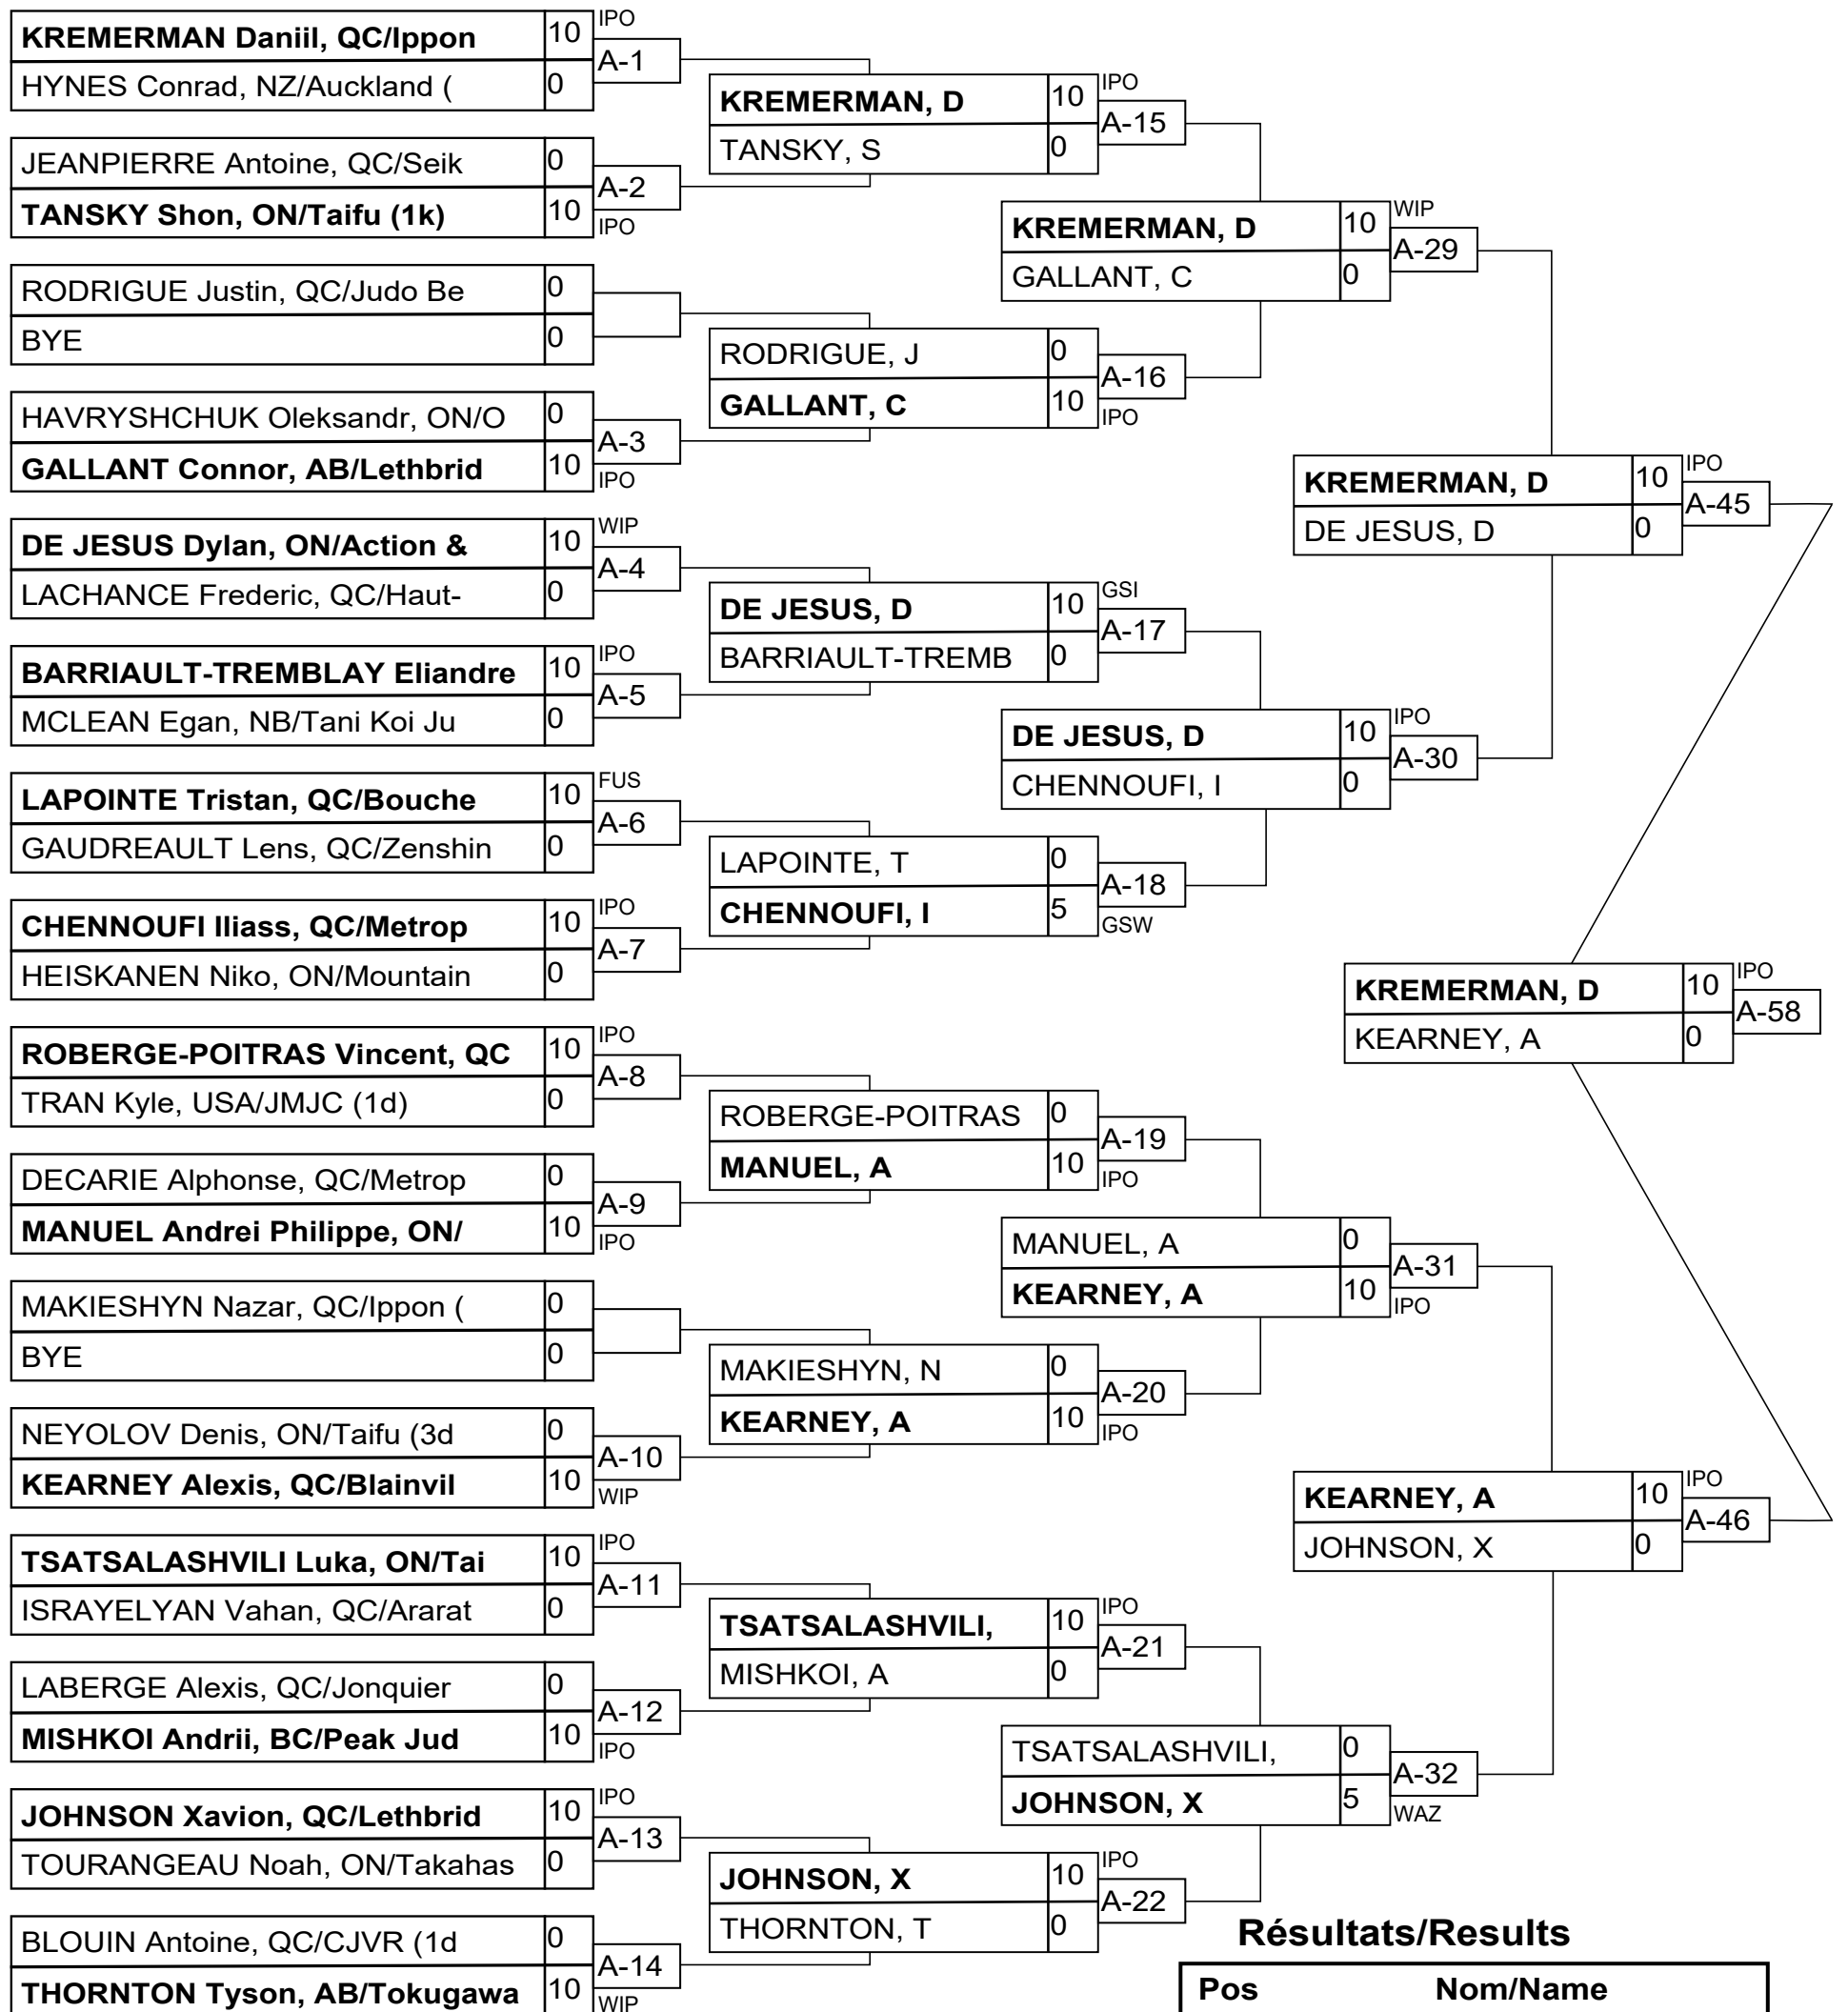 KREMERMAN Daniil, QC/Ippon 10 IPO
HYNES Conrad, NZ/Auckland ( 0
A-1
JEANPIERRE Antoine, QC/Seik 0
TANSKY Shon, ON/Taifu (1k) 10 IPO
A-2
RODRIGUE Justin, QC/Judo Be 0
BYE 0
HAVRYSHCHUK Oleksandr, ON/O 0
GALLANT Connor, AB/Lethbrid 10 IPO
A-3
DE JESUS Dylan, ON/Action & 10 WIP
LACHANCE Frederic, QC/Haut- 0
A-4
BARRIAULT-TREMBLAY Eliandre 10 IPO
MCLEAN Egan, NB/Tani Koi Ju 0
A-5
LAPOINTE Tristan, QC/Bouche 10 FUS
GAUDREAULT Lens, QC/Zenshin 0
A-6
CHENNOUFI Iliass, QC/Metrop 10 IPO
HEISKANEN Niko, ON/Mountain 0
A-7
ROBERGE-POITRAS Vincent, QC 10 IPO
TRAN Kyle, USA/JMJC (1d) 0
A-8
DECARIE Alphonse, QC/Metrop 0
MANUEL Andrei Philippe, ON/ 10 IPO
A-9
MAKIESHYN Nazar, QC/Ippon ( 0
BYE 0
NEYOLOV Denis, ON/Taifu (3d 0
KEARNEY Alexis, QC/Blainvil 10 WIP
A-10
TSATSALASHVILI Luka, ON/Tai 10 IPO
ISRAYELYAN Vahan, QC/Ararat 0
A-11
LABERGE Alexis, QC/Jonquier 0
MISHKOI Andrii, BC/Peak Jud 10 IPO
A-12
JOHNSON Xavion, QC/Lethbrid 10 IPO
TOURANGEAU Noah, ON/Takahas 0
A-13
BLOUIN Antoine, QC/CJVR (1d 0
THORNTON Tyson, AB/Tokugawa 10 WIP
A-14
KREMERMAN, D 10 IPO
TANSKY, S 0
A-15
RODRIGUE, J 0
GALLANT, C 10 IPO
A-16
DE JESUS, D 10 GSI
BARRIAULT-TREMB 0
A-17
LAPOINTE, T 0
CHENNOUFI, I 5 GSW
A-18
ROBERGE-POITRAS 0
MANUEL, A 10 IPO
A-19
MAKIESHYN, N 0
KEARNEY, A 10 IPO
A-20
TSATSALASHVILI, 10 IPO
MISHKOI, A 0
A-21
JOHNSON, X 10 IPO
THORNTON, T 0
A-22
KREMERMAN, D 10 WIP
GALLANT, C 0
A-29
DE JESUS, D 10 IPO
CHENNOUFI, I 0
A-30
MANUEL, A 0
KEARNEY, A 10 IPO
A-31
TSATSALASHVILI, 0
JOHNSON, X 5 WAZ
A-32
KREMERMAN, D 10 IPO
DE JESUS, D 0
A-45
KEARNEY, A 10 IPO
JOHNSON, X 0
A-46
KREMERMAN, D 10 IPO
KEARNEY, A 0
A-58
Résultats/Results
Pos Nom/Name